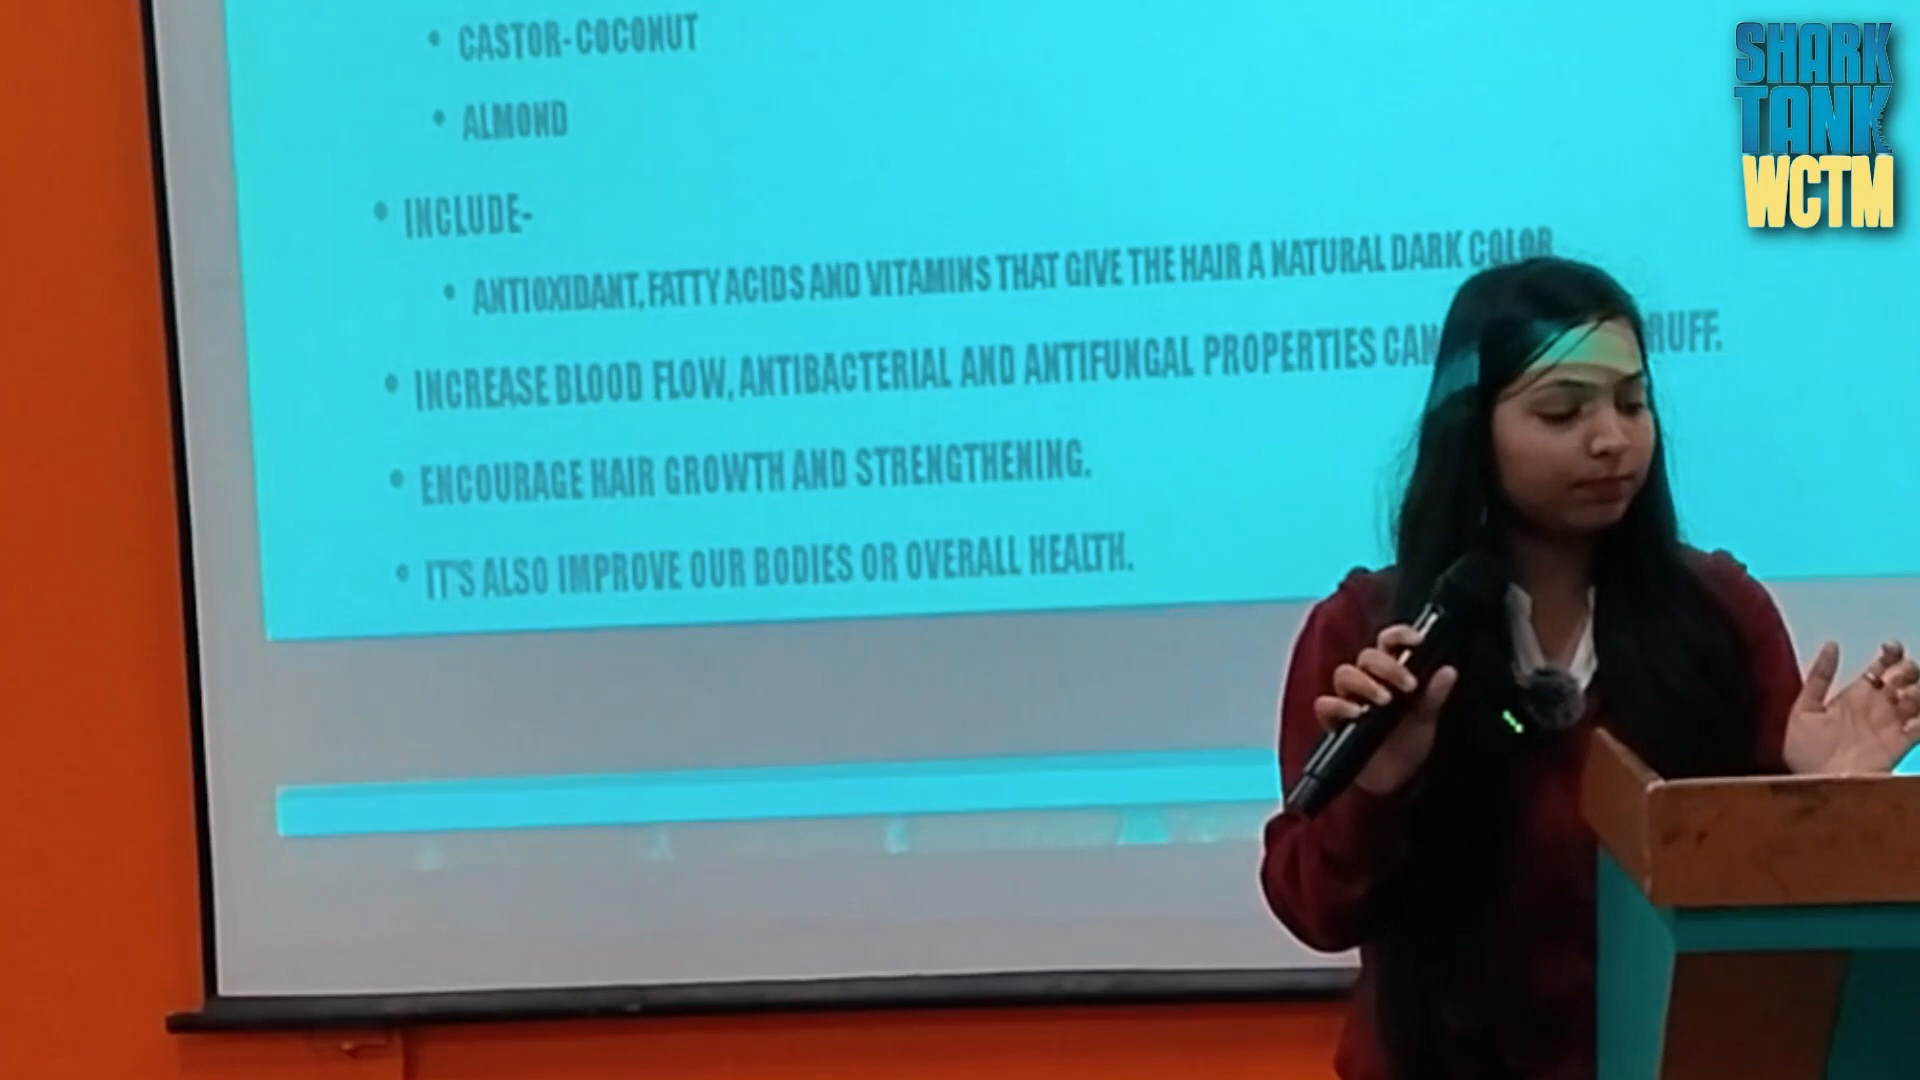 CASTOR-COCONUT
ALMOND
INCLUDE-
ANTIOXIDANT, FATTY ACIDS AND VITAMINS THAT GIVE THE HAIR A NATURAL DARK COLOR
INCREASE BLOOD FLOW, ANTIBACTERIAL AND ANTIFUNGAL PROPERTIES CAN RUFF.
ENCOURAGE HAIR GROWTH AND STRENGTHENING.
IT'S ALSO IMPROVE OUR BODIES OR OVERALL HEALTH.
SHARK
TANK
WCTM